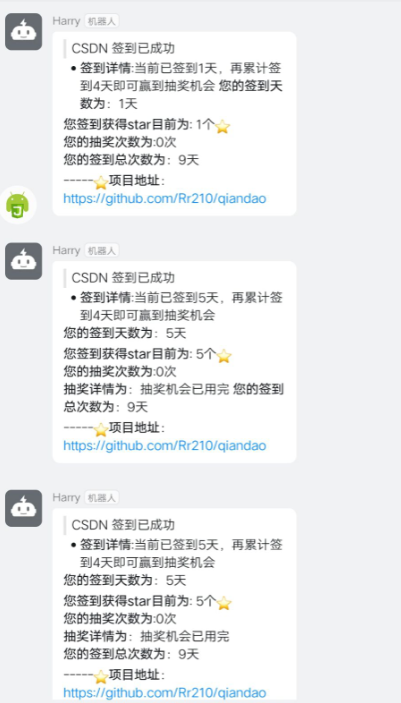 Harry 机器人
CSDN 签到已成功
• 签到详情:当前已签到1天，再累计签
到4天即可赢到抽奖机会 您的签到天
数为：1天
您签到获得star目前为: 1个⭐
您的抽奖次数为:0次
您的签到总次数为：9天
-----⭐项目地址：
https://github.com/Rr210/qiandao
Harry 机器人
CSDN 签到已成功
• 签到详情:当前已签到5天，再累计签
到4天即可赢到抽奖机会
您的签到天数为：5天
您签到获得star目前为: 5个⭐
您的抽奖次数为:0次
抽奖详情为：抽奖机会已用完 您的签到
总次数为：9天
-----⭐项目地址：
https://github.com/Rr210/qiandao
Harry 机器人
CSDN 签到已成功
• 签到详情:当前已签到5天，再累计签
到4天即可赢到抽奖机会
您的签到天数为：5天
您签到获得star目前为: 5个⭐
您的抽奖次数为:0次
抽奖详情为：抽奖机会已用完
您的签到总次数为：9天
-----⭐项目地址：
https://github.com/Rr210/qiandao